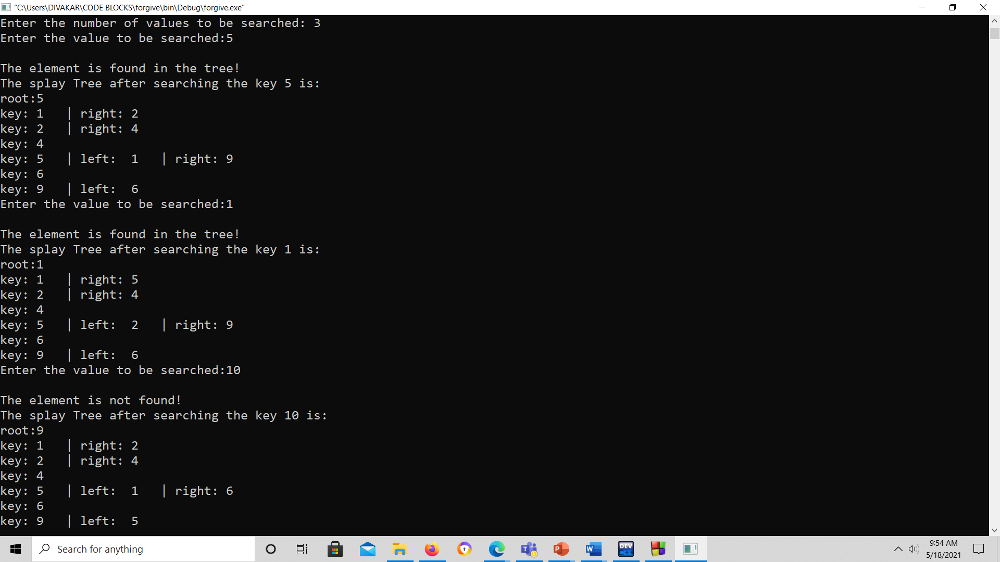 "C:\Users\DIVAKAR\CODE BLOCKS\forgive\bin\Debug\forgive.exe"
Enter the number of values to be searched: 3
Enter the value to be searched:5
The element is found in the tree!
The splay Tree after searching the key 5 is:
root:5
key: 1   | right: 2
key: 2   | right: 4
key: 4
key: 5   | left:  1   | right: 9
key: 6
key: 9   | left:  6
Enter the value to be searched:1
The element is found in the tree!
The splay Tree after searching the key 1 is:
root:1
key: 1   | right: 5
key: 2   | right: 4
key: 4
key: 5   | left:  2   | right: 9
key: 6
key: 9   | left:  6
Enter the value to be searched:10
The element is not found!
The splay Tree after searching the key 10 is:
root:9
key: 1   | right: 2
key: 2   | right: 4
key: 4
key: 5   | left:  1   | right: 6
key: 6
key: 9   | left:  5
Search for anything
T
P
W
DEV
C++
9:54 AM
5/18/2021